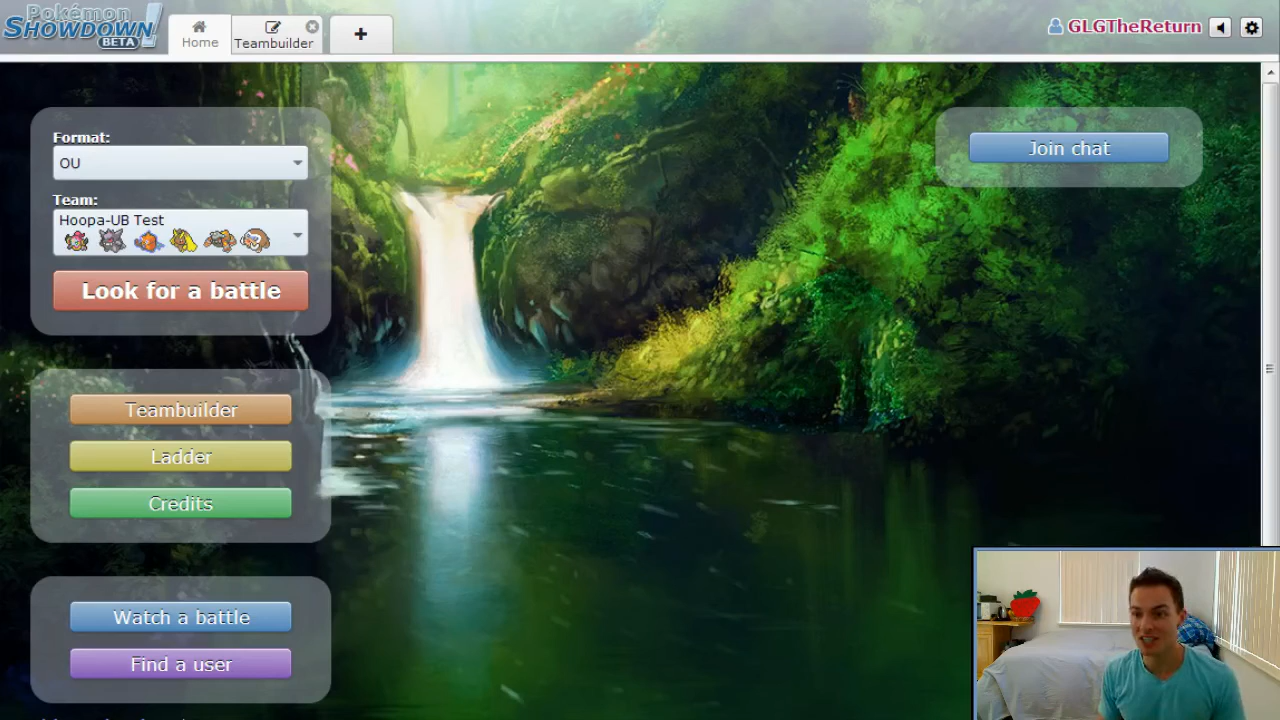 Pokémon
SHOWDOWN!
BETA
Home
Teambuilder
GLGTheReturn
Format:
OU
Team:
Hoopa-UB Test
Look for a battle
Join chat
Teambuilder
Ladder
Credits
Watch a battle
Find a user